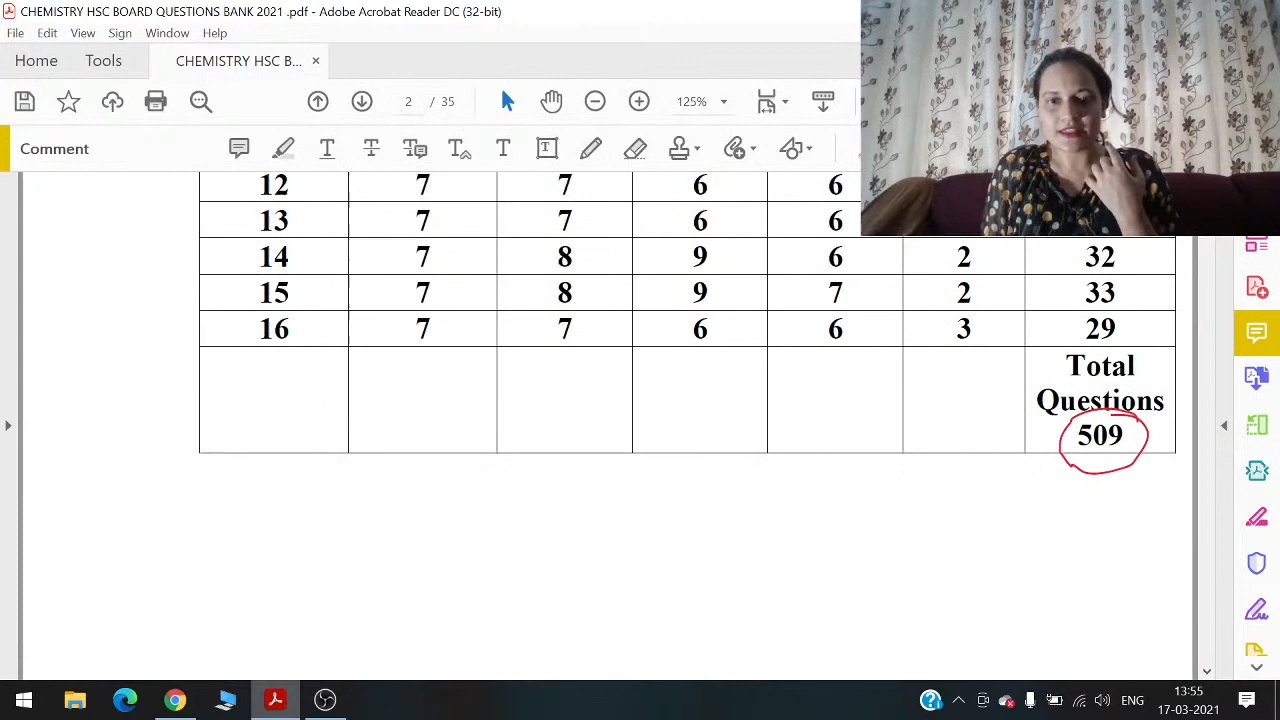 CHEMISTRY HSC BOARD QUESTIONS BANK 2021 .pdf - Adobe Acrobat Reader DC (32-bit)
File Edit View Sign Window Help
Home Tools CHEMISTRY HSC B... ×
2 / 35 125%
Comment
12 7 7 6 6
13 7 7 6 6
14 7 8 9 6 2 32
15 7 8 9 7 2 33
16 7 7 6 6 3 29
Total
Questions
509
ENG
13:55
17-03-2021